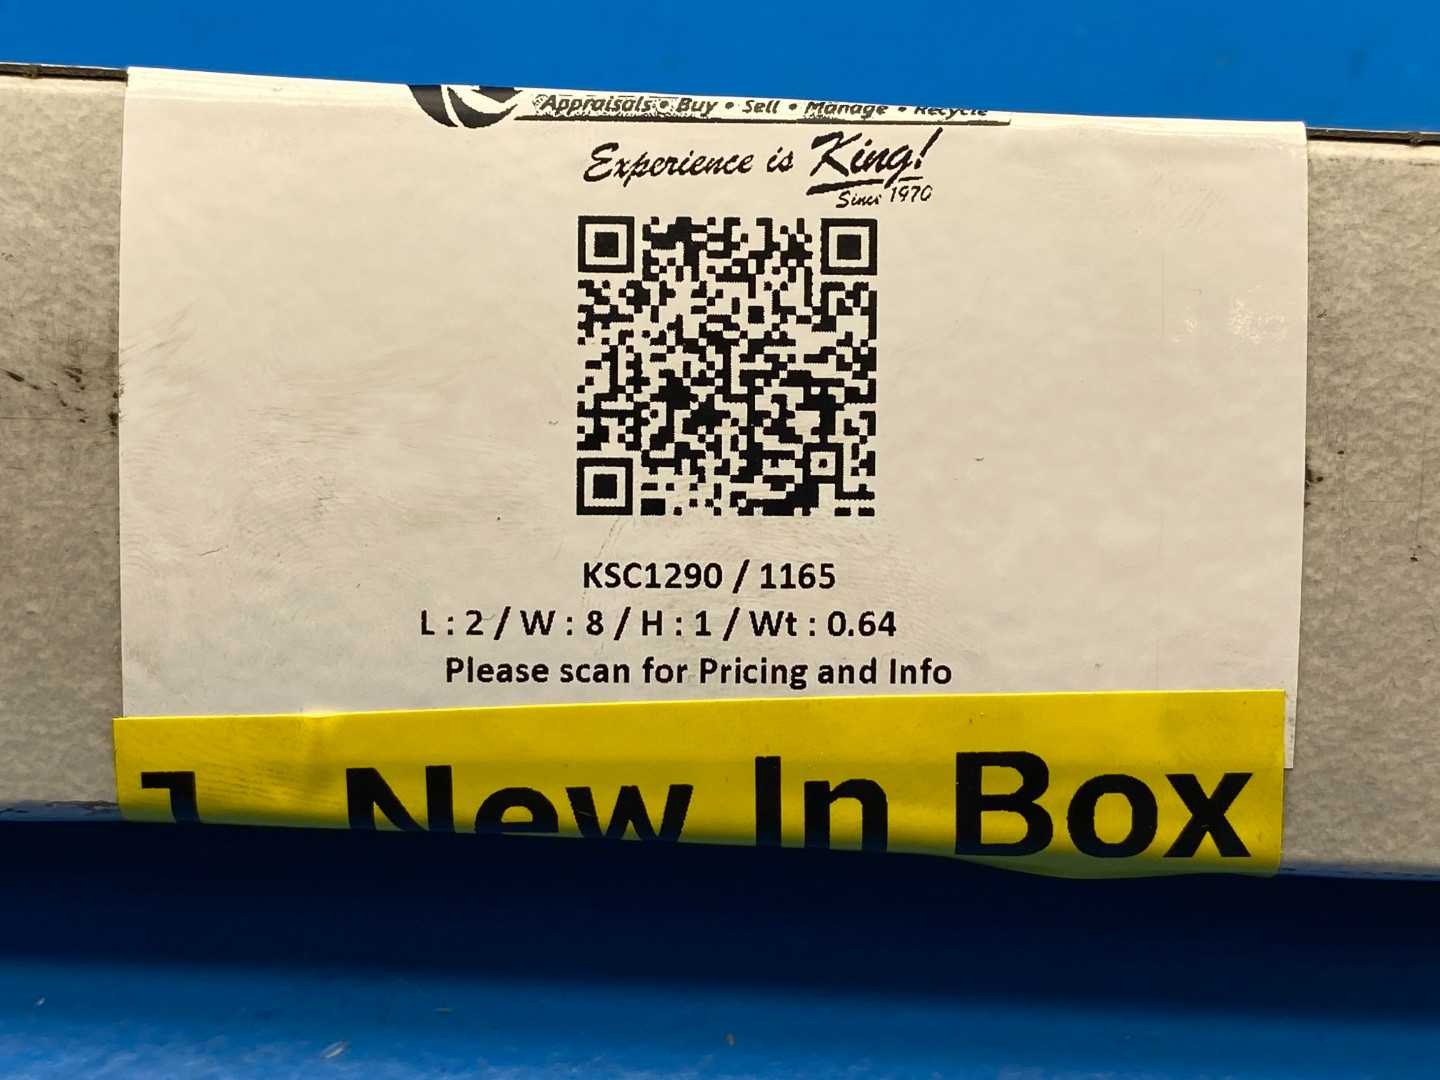 Appraisals • Buy • Sell • Manage • Recycle
Experience is King!
Since 1970
KSC1290 / 1165
L : 2 / W : 8 / H : 1 / Wt : 0.64
Please scan for Pricing and Info
New In Box